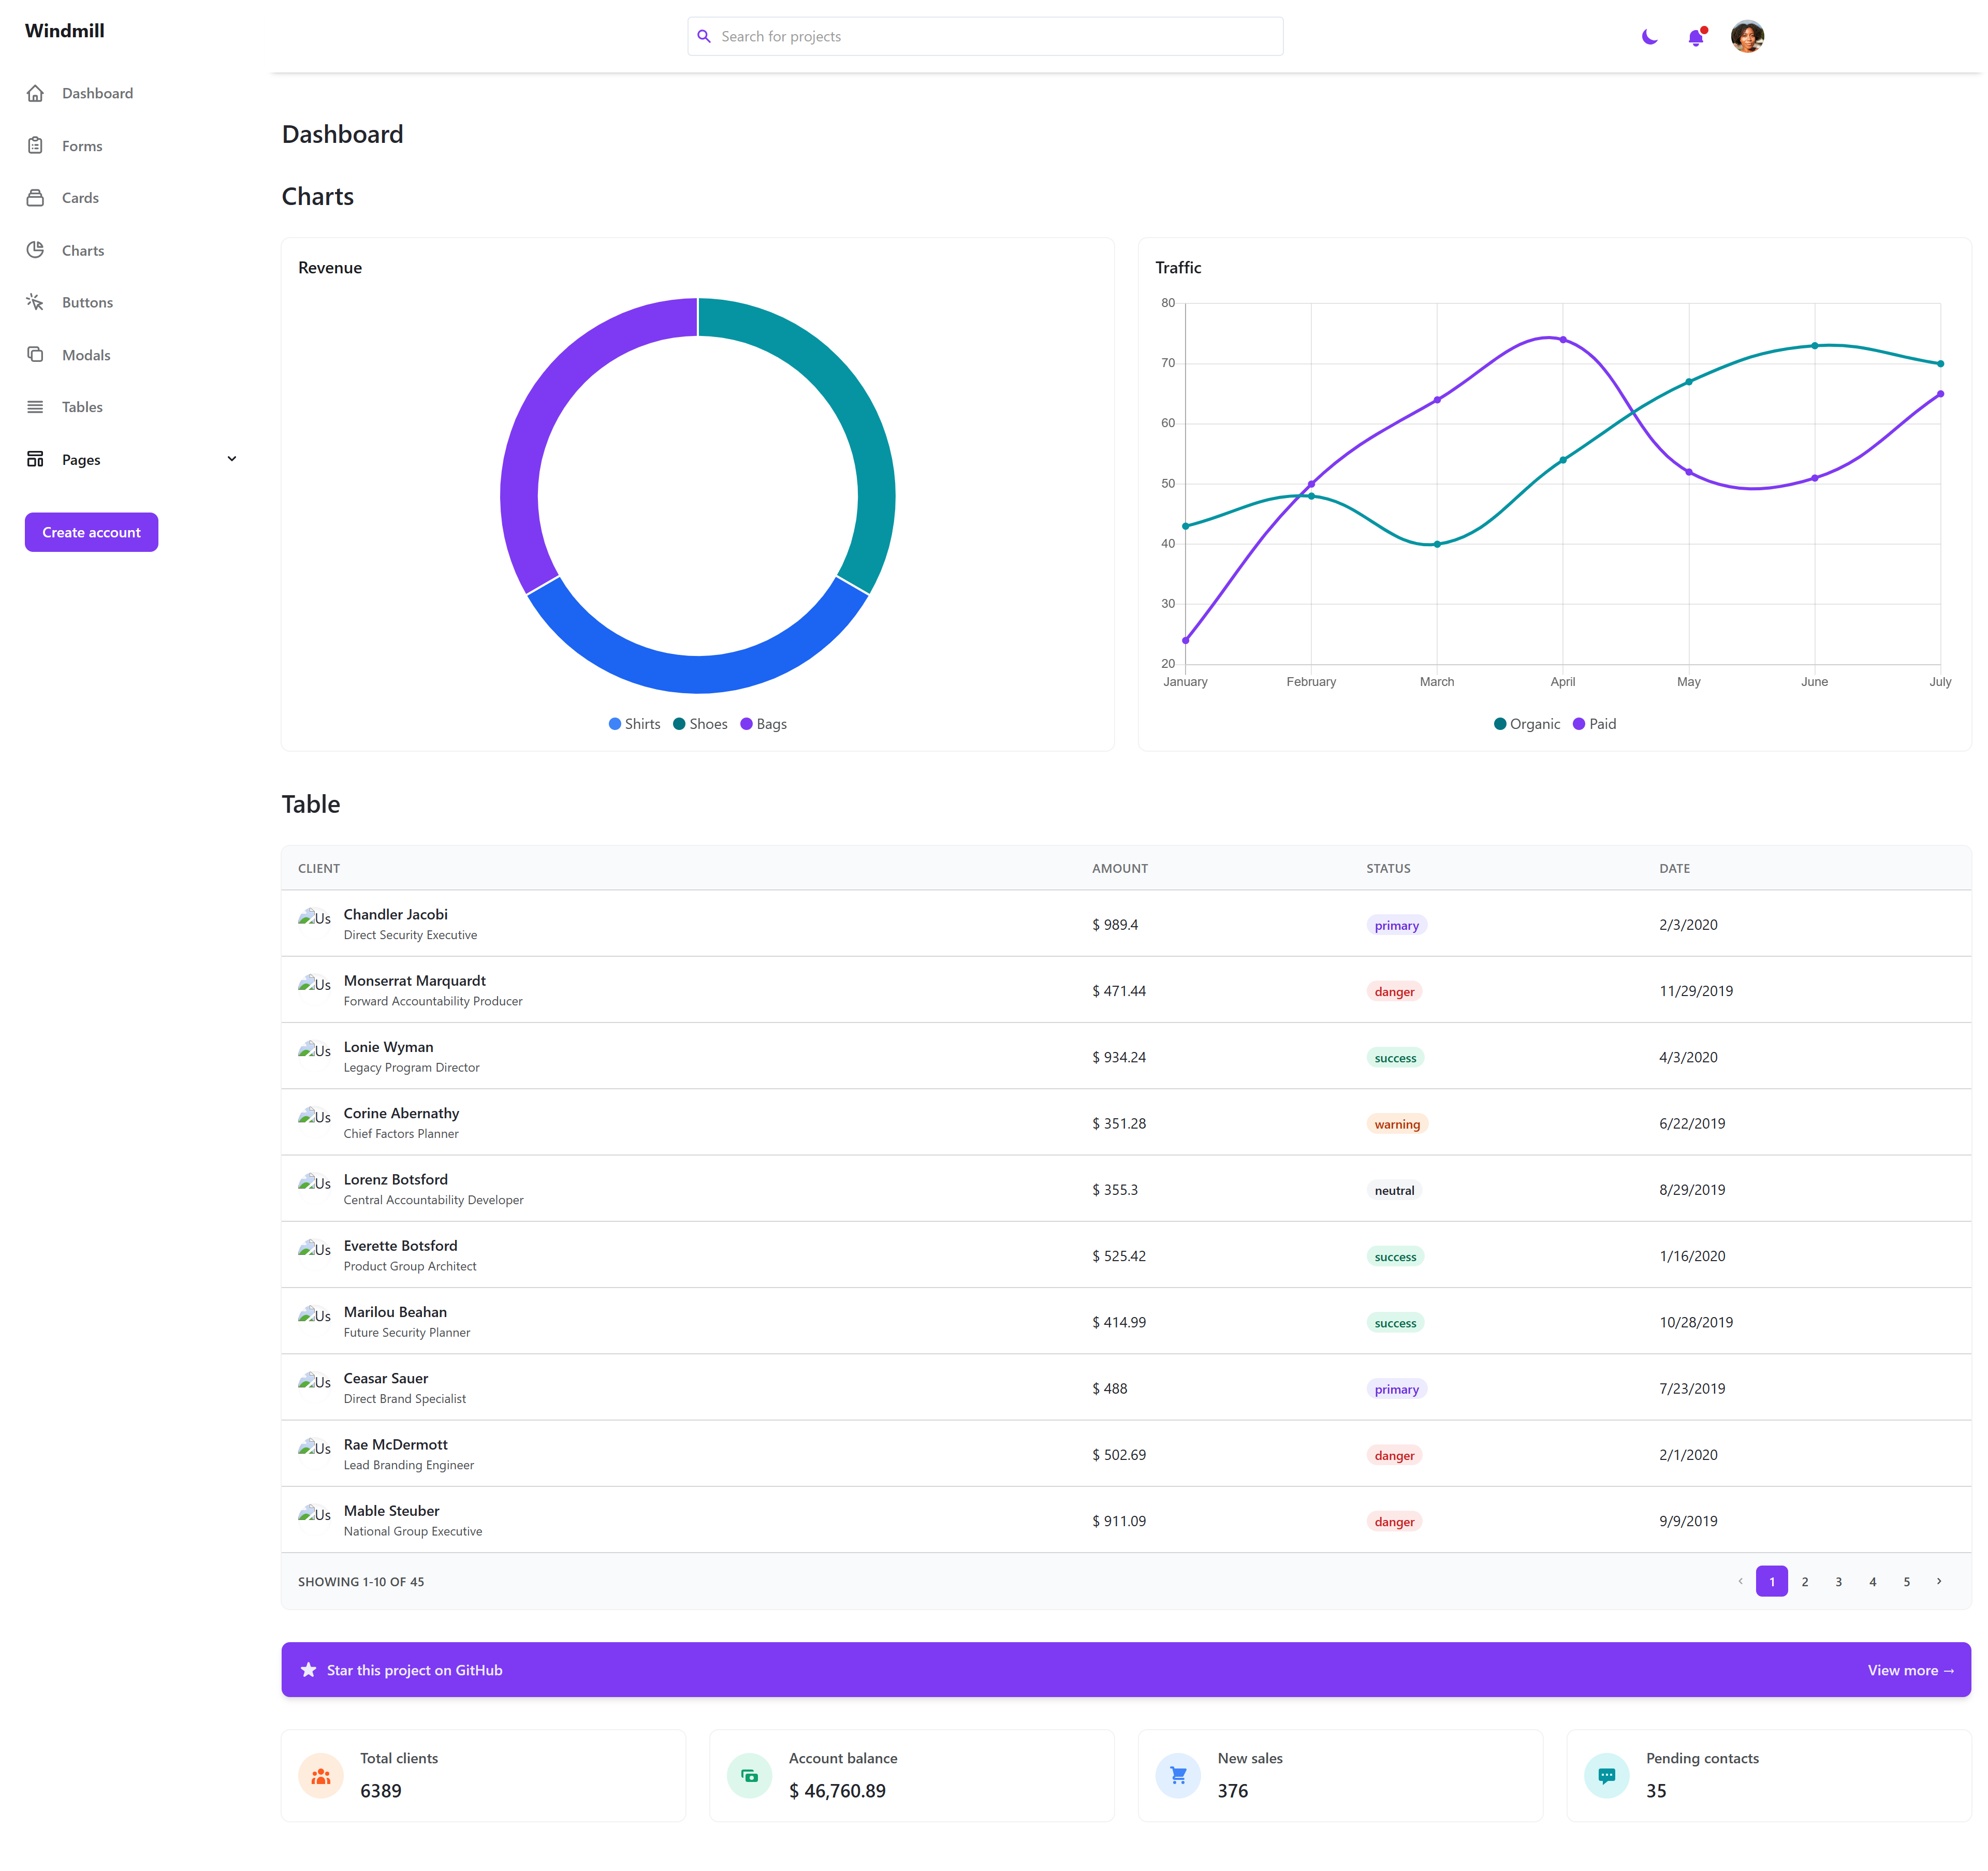 Windmill
Search for projects
Dashboard
Forms
Cards
Charts
Buttons
Modals
Tables
Pages
Create account
Dashboard
Charts
Revenue
Shirts Shoes Bags
Traffic
80
70
60
50
40
30
20
January February March April May June July
Organic Paid
Table
CLIENT AMOUNT STATUS DATE
Us Chandler Jacobi
Direct Security Executive
$ 989.4 primary 2/3/2020
Us Monserrat Marquardt
Forward Accountability Producer
$ 471.44 danger 11/29/2019
Us Lonie Wyman
Legacy Program Director
$ 934.24 success 4/3/2020
Us Corine Abernathy
Chief Factors Planner
$ 351.28 warning 6/22/2019
Us Lorenz Botsford
Central Accountability Developer
$ 355.3 neutral 8/29/2019
Us Everette Botsford
Product Group Architect
$ 525.42 success 1/16/2020
Us Marilou Beahan
Future Security Planner
$ 414.99 success 10/28/2019
Us Ceasar Sauer
Direct Brand Specialist
$ 488 primary 7/23/2019
Us Rae McDermott
Lead Branding Engineer
$ 502.69 danger 2/1/2020
Us Mable Steuber
National Group Executive
$ 911.09 danger 9/9/2019
SHOWING 1-10 OF 45
1 2 3 4 5
Star this project on GitHub
View more →
Total clients
6389
Account balance
$ 46,760.89
New sales
376
Pending contacts
35